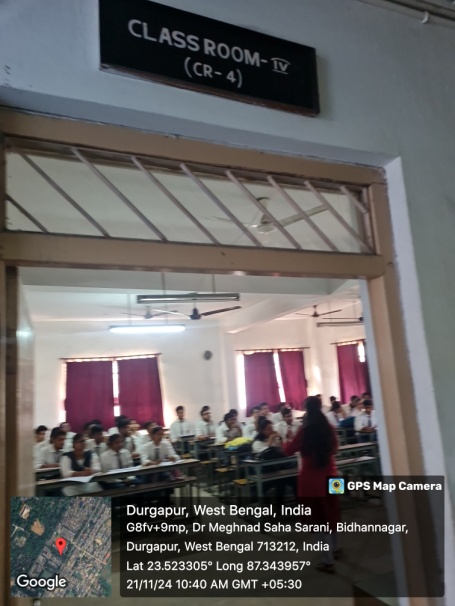 CLASS ROOM-IV
(CR-4)
GPS Map Camera
Durgapur, West Bengal, India
G8fv+9mp, Dr Meghnad Saha Sarani, Bidhannagar,
Durgapur, West Bengal 713212, India
Lat 23.523305° Long 87.343957°
21/11/24 10:40 AM GMT +05:30
Google